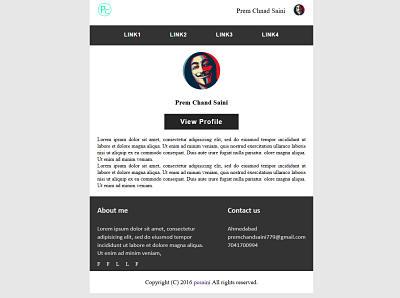 Pc
Prem Chnad Saini
LINK1 LINK2 LINK3 LINK4
Prem Chand Saini
View Profile
Lorem ipsum dolor sit amet, consectetur adipisicing elit, sed do eiusmod tempor incididunt ut
labore et dolore magna aliqua. Ut enim ad minim veniam, quis nostrud exercitation ullamco laboris
nisi ut aliquip ex ea commodo consequat. Duis aute irure fugiat nulla pariatur. ore magna aliqua.
Ut enim ad minim veniam.
Lorem ipsum dolor sit amet, consectetur adipisicing elit, sed do eiusmod tempor incididunt ut
labore et dolore magna aliqua. Ut enim ad minim veniam, quis nostrud exercitation ullamco laboris
nisi ut aliquip ex ea commodo consequat. Duis aute irure fugiat nulla pariatur. ore magna aliqua.
Ut enim ad minim veniam.
About me
Lorem ipsum dolor sit amet, consectetur
adipisicing elit, sed do eiusmod tempor
incididunt ut labore et dolore magna aliqua.
Ut enim ad minim veniam,
F F L L F
Contact us
Ahmedabad
premchandsaini779@gmail.com
7041700994
Copyright (C) 2016 pcsaini All rights reserved.